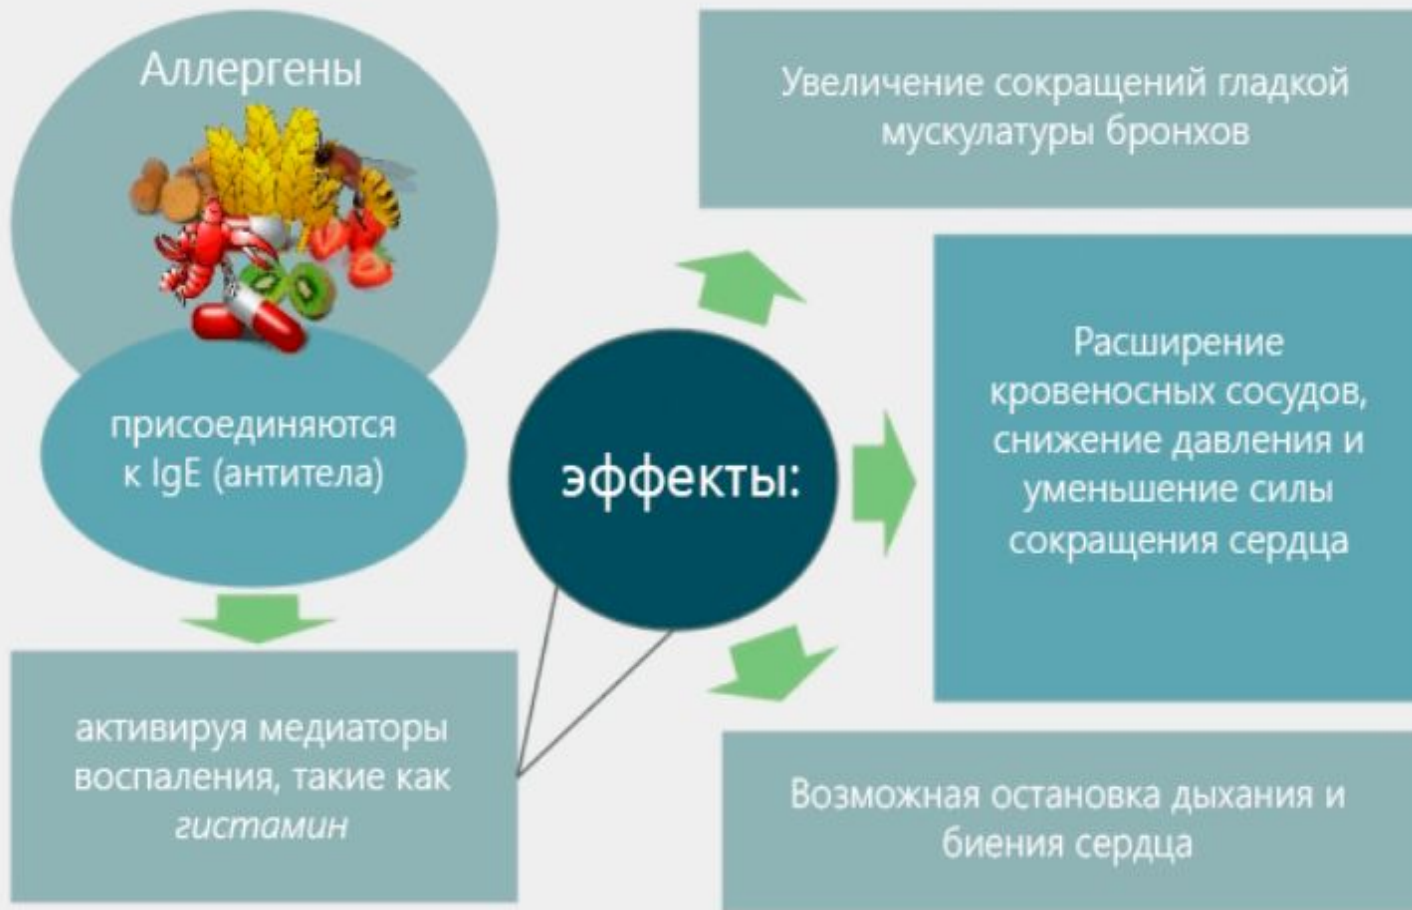 Аллергены
присоединяются
к IgE (антитела)
активируя медиаторы
воспаления, такие как
гистамин
эффекты:
Увеличение сокращений гладкой
мускулатуры бронхов
Расширение
кровеносных сосудов,
снижение давления и
уменьшение силы
сокращения сердца
Возможная остановка дыхания и
биения сердца